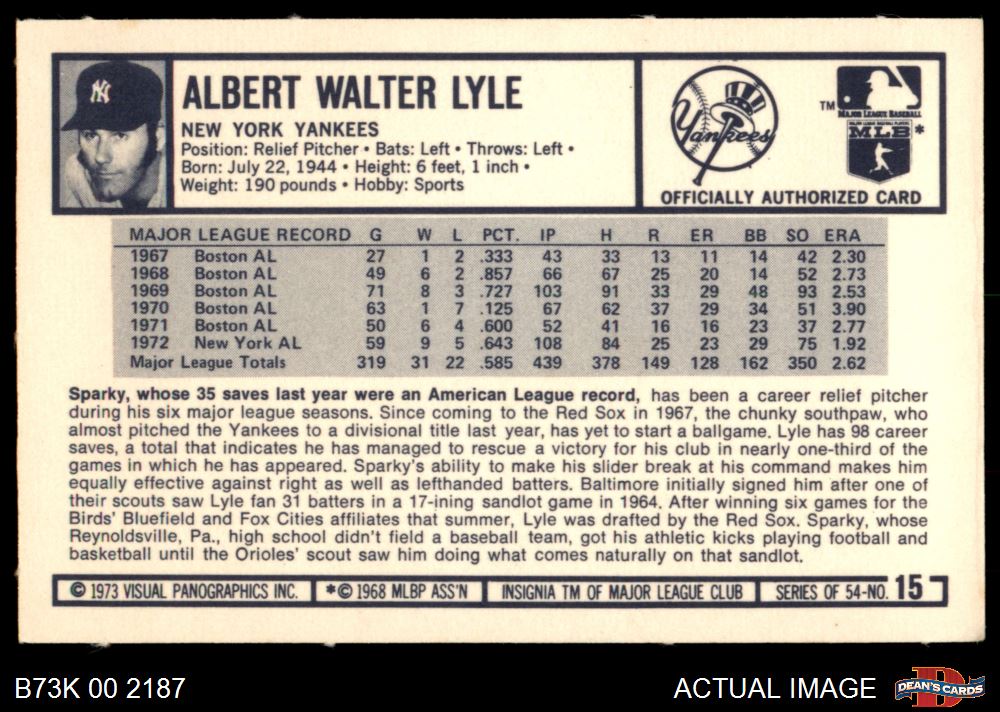 NY
ALBERT WALTER LYLE
NEW YORK YANKEES
Position: Relief Pitcher • Bats: Left • Throws: Left •
Born: July 22, 1944 • Height: 6 feet, 1 inch •
Weight: 190 pounds • Hobby: Sports
Yankees
TM
MAJOR LEAGUE BASEBALL
MAJOR LEAGUE BASEBALL PLAYERS
MLB*
OFFICIALLY AUTHORIZED CARD
MAJOR LEAGUE RECORD G W L PCT. IP H R ER BB SO ERA
1967 Boston AL 27 1 2 .333 43 33 13 11 14 42 2.30
1968 Boston AL 49 6 2 .857 66 67 25 20 14 52 2.73
1969 Boston AL 71 8 3 .727 103 91 33 29 48 93 2.53
1970 Boston AL 63 1 7 .125 67 62 37 29 34 51 3.90
1971 Boston AL 50 6 4 .600 52 41 16 16 23 37 2.77
1972 New York AL 59 9 5 .643 108 84 25 23 29 75 1.92
Major League Totals 319 31 22 .585 439 378 149 128 162 350 2.62
Sparky, whose 35 saves last year were an American League record, has been a career relief pitcher
during his six major league seasons. Since coming to the Red Sox in 1967, the chunky southpaw, who
almost pitched the Yankees to a divisional title last year, has yet to start a ballgame. Lyle has 98 career
saves, a total that indicates he has managed to rescue a victory for his club in nearly one-third of the
games in which he has appeared. Sparky's ability to make his slider break at his command makes him
equally effective against right as well as lefthanded batters. Baltimore initially signed him after one of
their scouts saw Lyle fan 31 batters in a 17-ining sandlot game in 1964. After winning six games for the
Birds' Bluefield and Fox Cities affiliates that summer, Lyle was drafted by the Red Sox. Sparky, whose
Reynoldsville, Pa., high school didn't field a baseball team, got his athletic kicks playing football and
basketball until the Orioles' scout saw him doing what comes naturally on that sandlot.
© 1973 VISUAL PANOGRAPHICS INC. *© 1968 MLBP ASS'N INSIGNIA TM OF MAJOR LEAGUE CLUB SERIES OF 54-NO. 15
B73K 00 2187
ACTUAL IMAGE
D
DEAN'S CARDS